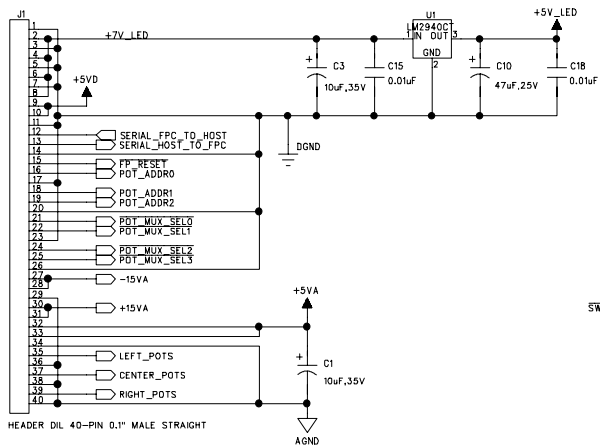 J1
U1
LM2940CT
IN OUT
GND
1
3
2
+5V_LED
+7V_LED
+5VD
C3
10uF,35V
C15
0.01uF
C10
47uF,25V
C18
0.01uF
DGND
1
2
3
4
5
6
7
8
9
10
11
12
SERIAL_FPC_TO_HOST
13
SERIAL_HOST_TO_FPC
14
15
FP_RESET
16
POT_ADDR0
17
18
POT_ADDR1
19
POT_ADDR2
20
21
POT_MUX_SEL0
22
POT_MUX_SEL1
23
24
POT_MUX_SEL2
25
POT_MUX_SEL3
26
27
-15VA
28
29
30
+15VA
31
32
33
34
35
LEFT_POTS
36
37
CENTER_POTS
38
39
RIGHT_POTS
40
+5VA
C1
10uF,35V
AGND
SW
HEADER DIL 40-PIN 0.1" MALE STRAIGHT